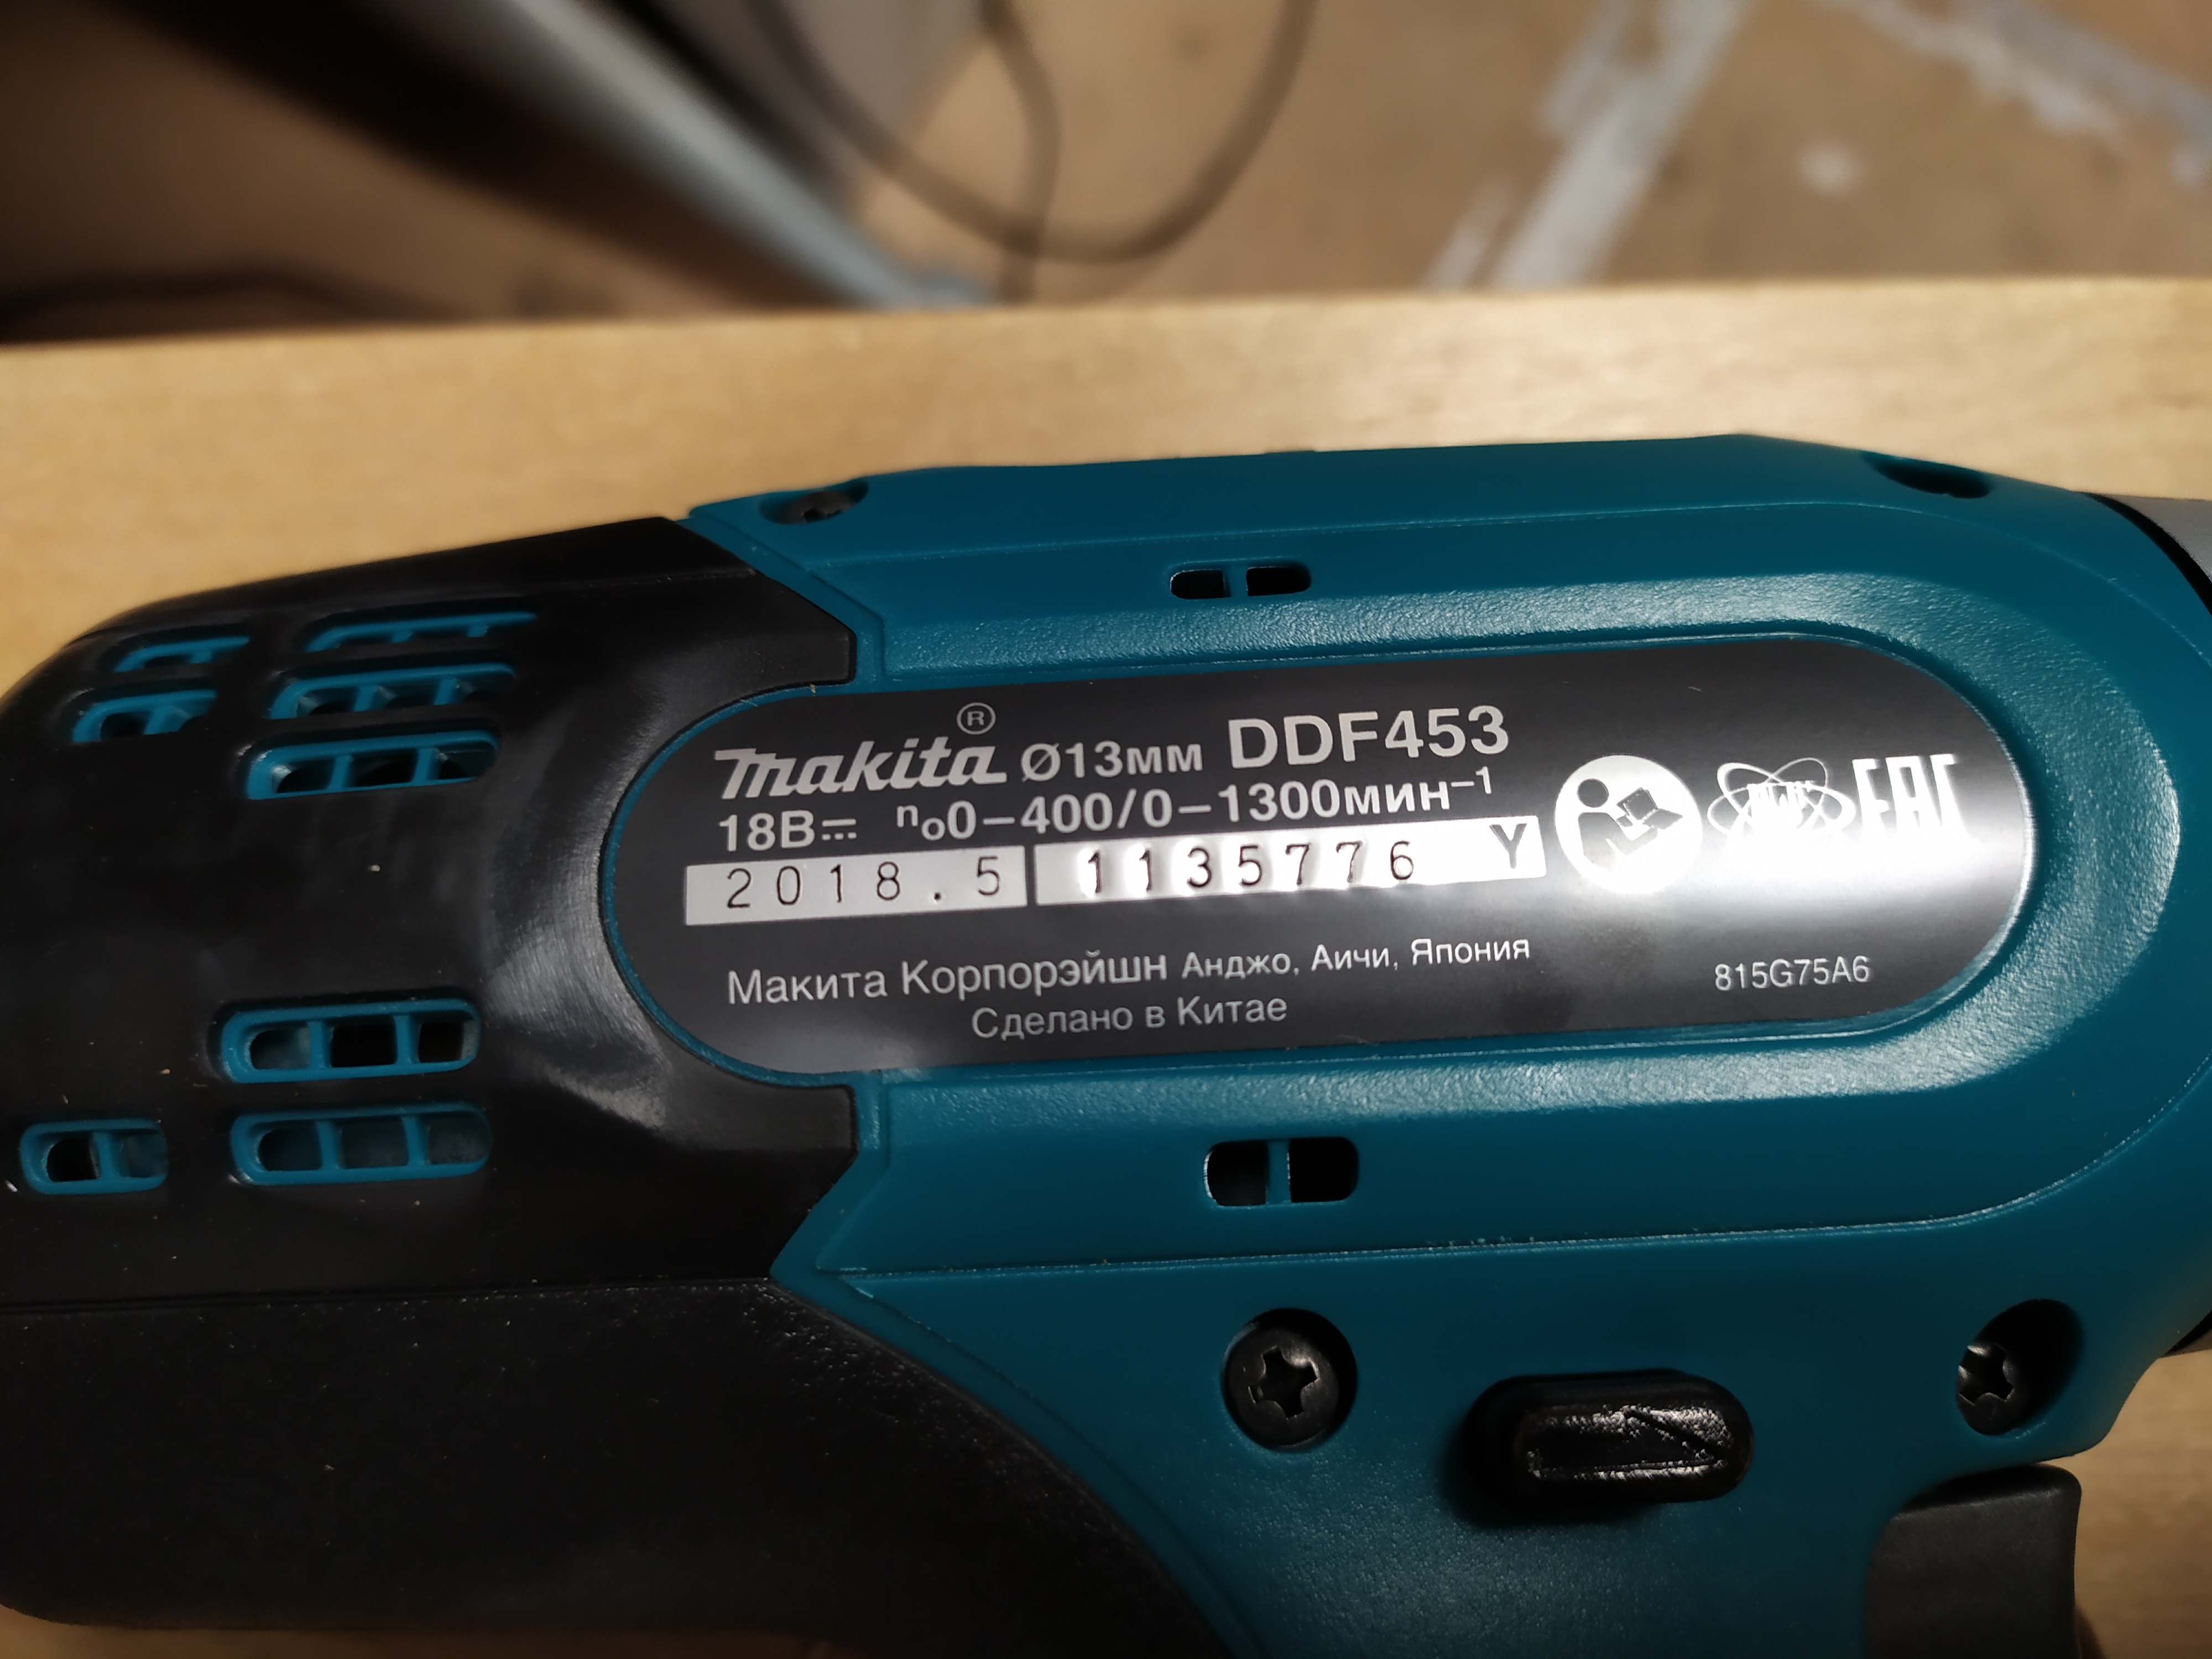 makita® Ø13мм DDF453
18В n₀0–400/0–1300мин⁻¹
2018.5 1135776 Y
EAC
Макита Корпорэйшн Анджо, Аичи, Япония
Сделано в Китае
815G75A6